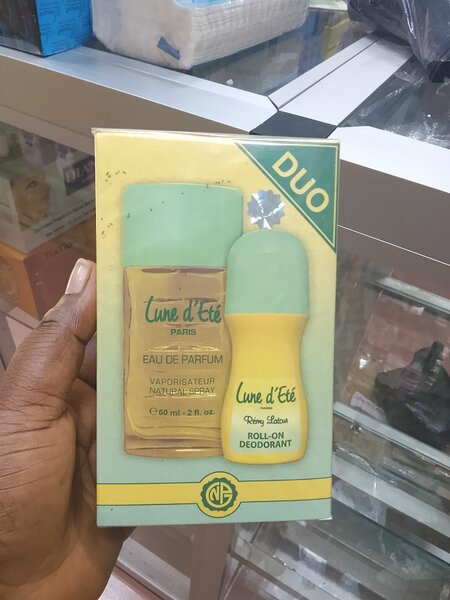 DUO
Lune d'Eté
PARIS
EAU DE PARFUM
VAPORISATEUR
NATURAL SPRAY
℮60 ml - 2 fl. oz.
Lune d'Eté
PARIS
Rémy Latour
ROLL-ON
DEODORANT